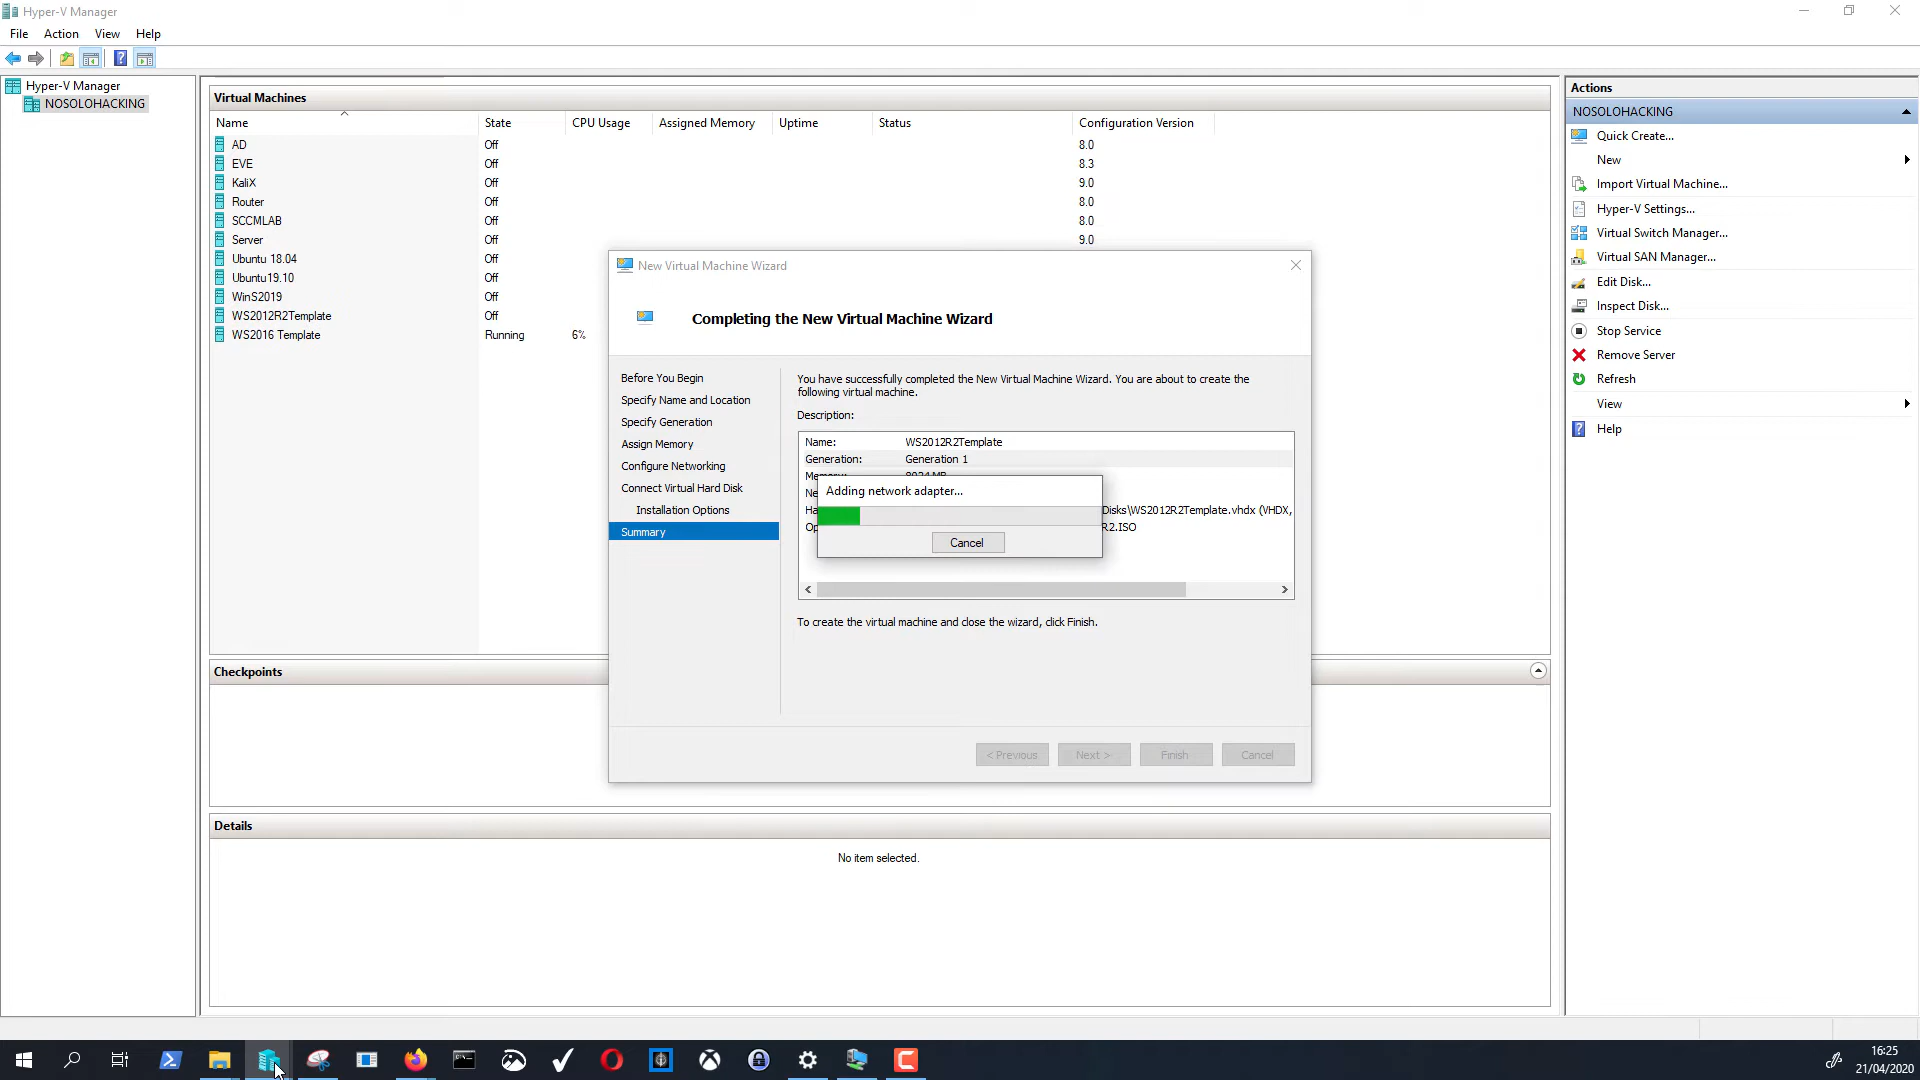 Hyper-V Manager
File Action View Help
Hyper-V Manager
NOSOLOHACKING
Virtual Machines
Name State CPU Usage Assigned Memory Uptime Status Configuration Version
AD Off 8.0
EVE Off 8.3
KaliX Off 9.0
Router Off 8.0
SCCMLAB Off 8.0
Server Off 9.0
Ubuntu 18.04 Off
Ubuntu19.10 Off
WinS2019 Off
WS2012R2Template Off
WS2016 Template Running 6%
New Virtual Machine Wizard
Completing the New Virtual Machine Wizard
Before You Begin
Specify Name and Location
Specify Generation
Assign Memory
Configure Networking
Connect Virtual Hard Disk
Installation Options
Summary
You have successfully completed the New Virtual Machine Wizard. You are about to create the
following virtual machine.
Description:
Name: WS2012R2Template
Generation: Generation 1
Adding network adapter...
Disks\WS2012R2Template.vhdx (VHDX,
R2.ISO
Cancel
To create the virtual machine and close the wizard, click Finish.
< Previous Next > Finish Cancel
Checkpoints
Details
No item selected.
Actions
NOSOLOHACKING
Quick Create...
New
Import Virtual Machine...
Hyper-V Settings...
Virtual Switch Manager...
Virtual SAN Manager...
Edit Disk...
Inspect Disk...
Stop Service
Remove Server
Refresh
View
Help
16:25
21/04/2020